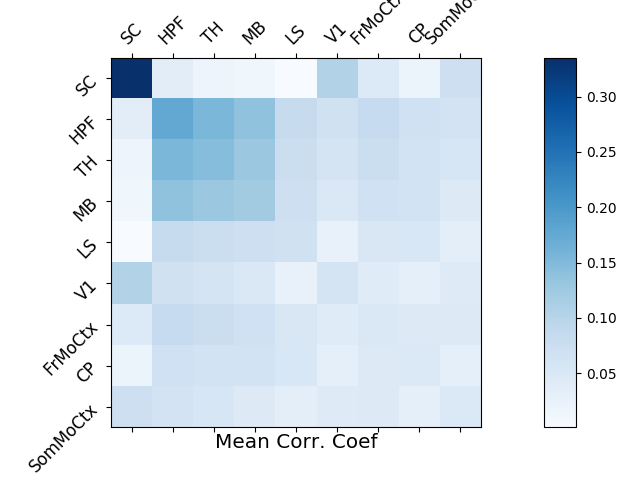 SC HPF TH MB LS V1 FrMoCtx CP SomMo
SC
HPF
TH
MB
LS
V1
FrMoCtx
CP
SomMoCtx
Mean Corr. Coef
0.30
0.25
0.20
0.15
0.10
0.05